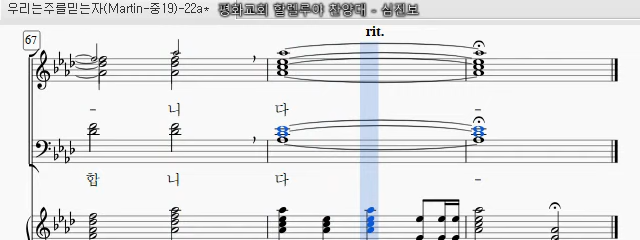 우리는주를믿는자(Martin-중19)-22a* 평화교회 할렐루야 찬양대 - 심진보
67
rit.
- 니 다 -
합 니 다 -